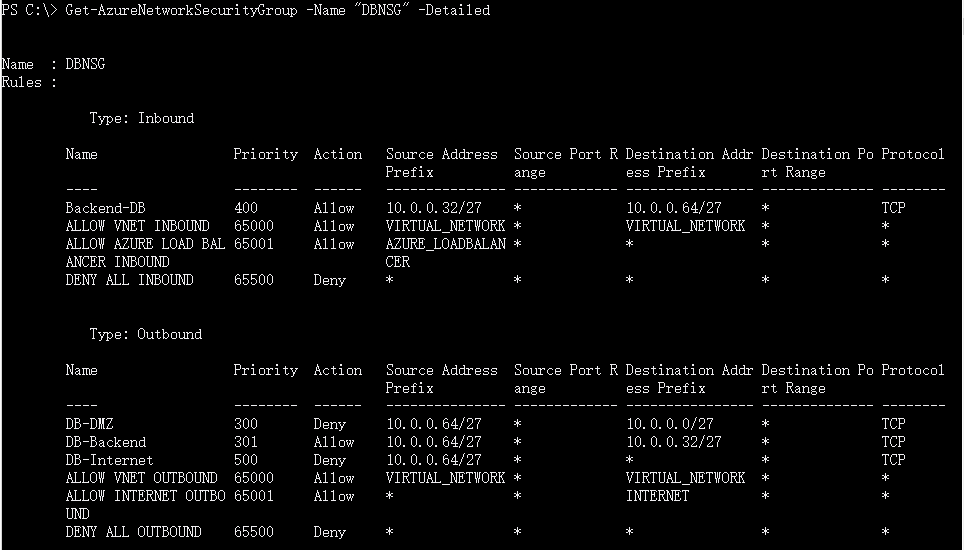 PS C:\> Get-AzureNetworkSecurityGroup -Name "DBNSG" -Detailed
Name : DBNSG
Rules :
Type: Inbound
Name Priority Action Source Address Source Port R Destination Addr Destination Po Protocol
Prefix ange ess Prefix rt Range
---- -------- ------ --------------- ------------- ---------------- -------------- --------
Backend-DB 400 Allow 10.0.0.32/27 * 10.0.0.64/27 * TCP
ALLOW VNET INBOUND 65000 Allow VIRTUAL_NETWORK * VIRTUAL_NETWORK * *
ALLOW AZURE LOAD BAL 65001 Allow AZURE_LOADBALAN * * * *
ANCER INBOUND CER
DENY ALL INBOUND 65500 Deny * * * * *
Type: Outbound
Name Priority Action Source Address Source Port R Destination Addr Destination Po Protocol
Prefix ange ess Prefix rt Range
---- -------- ------ --------------- ------------- ---------------- -------------- --------
DB-DMZ 300 Deny 10.0.0.64/27 * 10.0.0.0/27 * TCP
DB-Backend 301 Allow 10.0.0.64/27 * 10.0.0.32/27 * TCP
DB-Internet 500 Deny 10.0.0.64/27 * * * TCP
ALLOW VNET OUTBOUND 65000 Allow VIRTUAL_NETWORK * VIRTUAL_NETWORK * *
ALLOW INTERNET OUTBO 65001 Allow * * INTERNET * *
UND
DENY ALL OUTBOUND 65500 Deny * * * * *